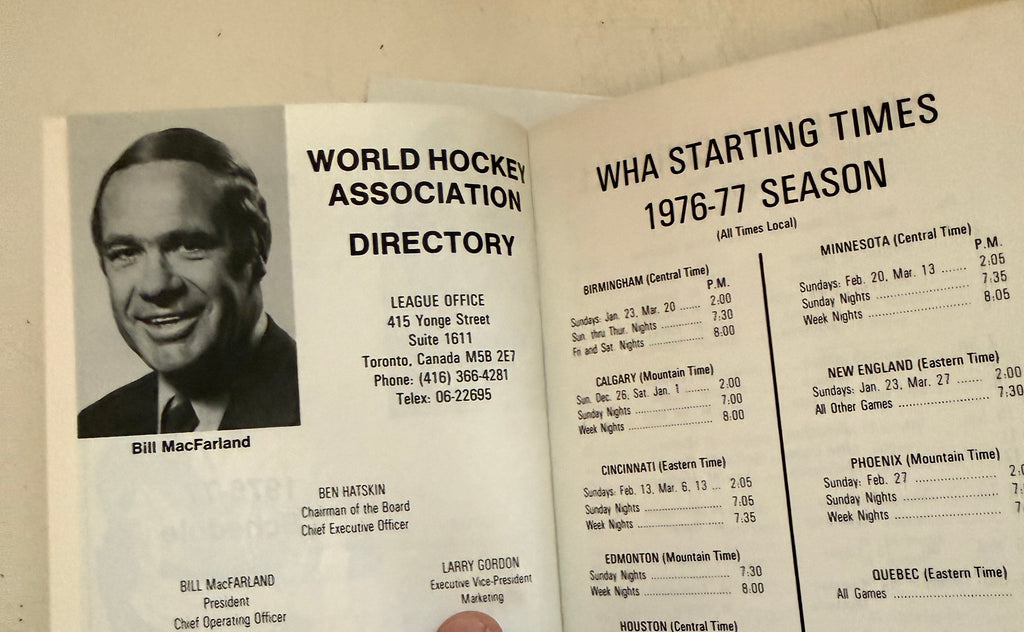 WORLD HOCKEY
ASSOCIATION
DIRECTORY
LEAGUE OFFICE
415 Yonge Street
Suite 1611
Toronto, Canada M5B 2E7
Phone: (416) 366-4281
Telex: 06-22695
Bill MacFarland
BEN HATSKIN
Chairman of the Board
Chief Executive Officer
BILL MacFARLAND
President
Chief Operating Officer
LARRY GORDON
Executive Vice-President
Marketing
WHA STARTING TIMES
1976-77 SEASON
(All Times Local)
BIRMINGHAM (Central Time)
P.M.
Sundays: Jan. 23, Mar. 20 ..... 2:00
Sun. thru Thur. Nights ........... 7:30
Fri and Sat. Nights ................ 8:00
CALGARY (Mountain Time)
Sun. Dec. 26, Sat. Jan. 1 ....... 2:00
Sunday Nights ..................... 7:00
Week Nights ........................ 8:00
CINCINNATI (Eastern Time)
Sundays: Feb. 13, Mar. 6, 13 ... 2:05
Sunday Nights ..................... 7:05
Week Nights ........................ 7:35
EDMONTON (Mountain Time)
Sunday Nights ..................... 7:30
Week Nights ........................ 8:00
HOUSTON (Central Time)
MINNESOTA (Central Time)
P.M.
Sundays: Feb. 20, Mar. 13 ....... 2:05
Sunday Nights ..................... 7:35
Week Nights ........................ 8:05
NEW ENGLAND (Eastern Time)
Sundays: Jan. 23, Mar. 27 ....... 2:00
All Other Games ................... 7:30
PHOENIX (Mountain Time)
Sunday: Feb. 27 ....................
Sunday Nights .....................
Week Nights ........................
QUEBEC (Eastern Time)
All Games ............................